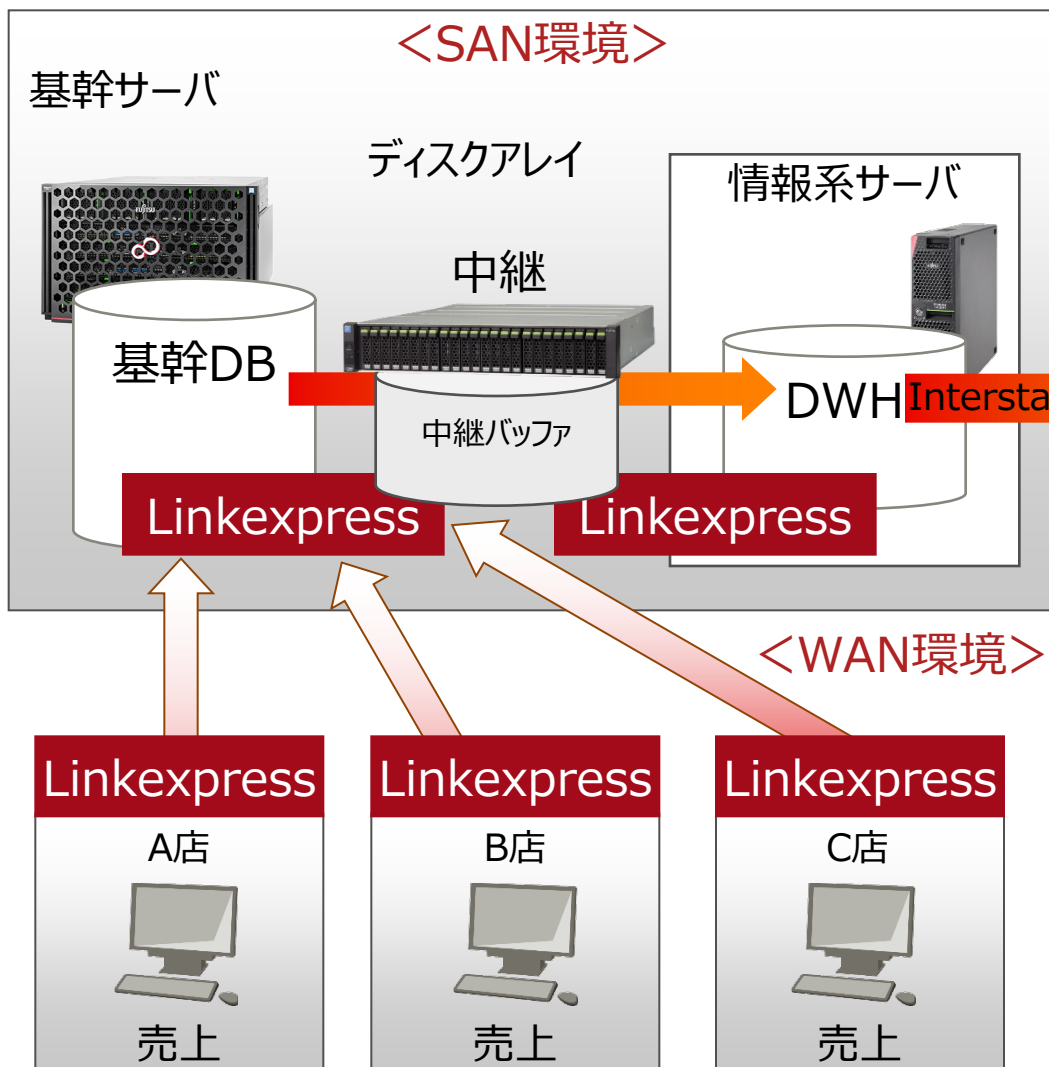 ＜SAN環境＞
基幹サーバ
ディスクアレイ
情報系サーバ
FUJITSU
中継
基幹DB
中継バッファ
DWH
Intersta
Linkexpress
Linkexpress
＜WAN環境＞
Linkexpress
Linkexpress
Linkexpress
A店
B店
C店
売上
売上
売上